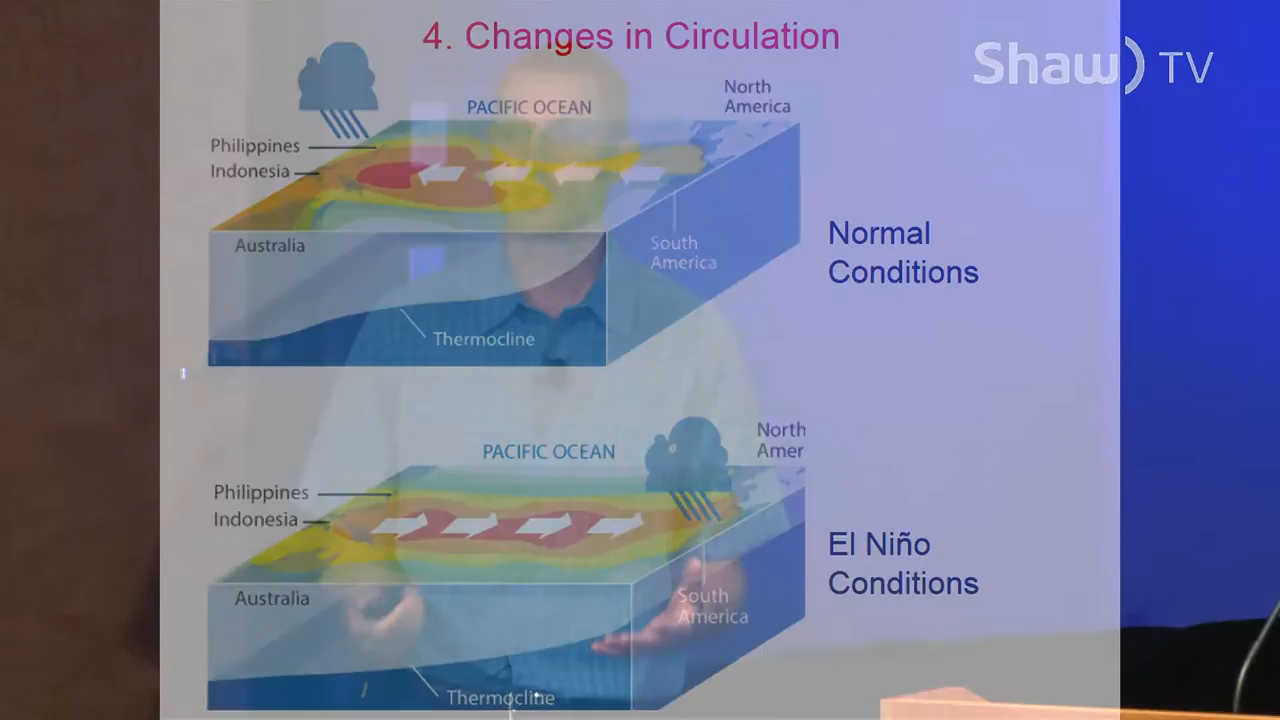 4. Changes in Circulation
Shaw) TV
North
America
PACIFIC OCEAN
Philippines
Indonesia
Australia
South
America
Thermocline
Normal
Conditions
North
Amer
PACIFIC OCEAN
Philippines
Indonesia
Australia
South
America
Thermocline
El Niño
Conditions